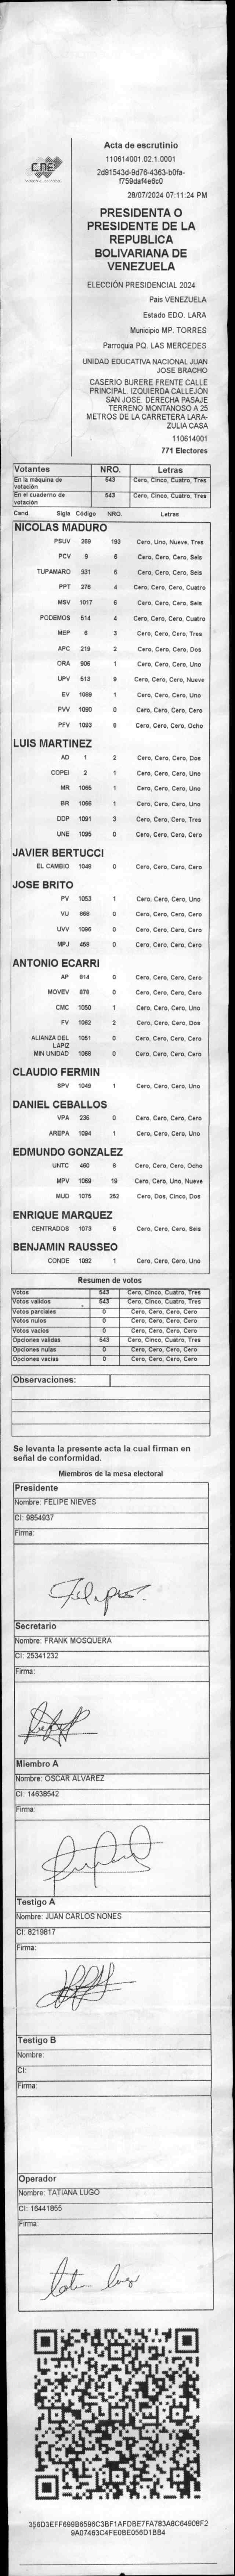 CNE
Acta de escrutinio
110614001.02.1.0001
2d91543d-9d76-4363-b0fa-
f759daf4e6c0
28/07/2024 07:11:24 PM
PRESIDENTA O
PRESIDENTE DE LA
REPUBLICA
BOLIVARIANA DE
VENEZUELA
ELECCIÓN PRESIDENCIAL 2024
Pais VENEZUELA
Estado EDO. LARA
Municipio MP. TORRES
Parroquia PQ. LAS MERCEDES
UNIDAD EDUCATIVA NACIONAL JUAN
JOSE BRACHO
CASERIO BURERE FRENTE CALLE
PRINCIPAL. IZQUIERDA CALLEJÓN
SAN JOSE. DERECHA PASAJE
TERRENO MONTANOSO A 25
METROS DE LA CARRETERA LARA-
ZULIA CASA
110614001
771 Electores
Votantes NRO. Letras
En la máquina de votación 543 Cero, Cinco, Cuatro, Tres
En el cuaderno de votación 543 Cero, Cinco, Cuatro, Tres
Cand. Sigla Código NRO. Letras
NICOLAS MADURO
PSUV 269 193 Cero, Uno, Nueve, Tres
PCV 9 6 Cero, Cero, Cero, Seis
TUPAMARO 931 6 Cero, Cero, Cero, Seis
PPT 276 4 Cero, Cero, Cero, Cuatro
MSV 1017 6 Cero, Cero, Cero, Seis
PODEMOS 514 4 Cero, Cero, Cero, Cuatro
MEP 6 3 Cero, Cero, Cero, Tres
APC 219 2 Cero, Cero, Cero, Dos
ORA 906 1 Cero, Cero, Cero, Uno
UPV 513 9 Cero, Cero, Cero, Nueve
EV 1089 1 Cero, Cero, Cero, Uno
PVV 1090 0 Cero, Cero, Cero, Cero
PFV 1093 8 Cero, Cero, Cero, Ocho
LUIS MARTINEZ
AD 1 2 Cero, Cero, Cero, Dos
COPEI 2 1 Cero, Cero, Cero, Uno
MR 1065 1 Cero, Cero, Cero, Uno
BR 1066 1 Cero, Cero, Cero, Uno
DDP 1091 3 Cero, Cero, Cero, Tres
UNE 1095 0 Cero, Cero, Cero, Cero
JAVIER BERTUCCI
EL CAMBIO 1048 0 Cero, Cero, Cero, Cero
JOSE BRITO
PV 1053 1 Cero, Cero, Cero, Uno
VU 868 0 Cero, Cero, Cero, Cero
UVV 1096 0 Cero, Cero, Cero, Cero
MPJ 458 0 Cero, Cero, Cero, Cero
ANTONIO ECARRI
AP 814 0 Cero, Cero, Cero, Cero
MOVEV 878 0 Cero, Cero, Cero, Cero
CMC 1050 1 Cero, Cero, Cero, Uno
FV 1062 2 Cero, Cero, Cero, Dos
ALIANZA DEL LAPIZ 1051 0 Cero, Cero, Cero, Cero
MIN UNIDAD 1068 0 Cero, Cero, Cero, Cero
CLAUDIO FERMIN
SPV 1049 1 Cero, Cero, Cero, Uno
DANIEL CEBALLOS
VPA 236 0 Cero, Cero, Cero, Cero
AREPA 1094 1 Cero, Cero, Cero, Uno
EDMUNDO GONZALEZ
UNTC 460 8 Cero, Cero, Cero, Ocho
MPV 1069 19 Cero, Cero, Uno, Nueve
MUD 1075 252 Cero, Dos, Cinco, Dos
ENRIQUE MARQUEZ
CENTRADOS 1073 6 Cero, Cero, Cero, Seis
BENJAMIN RAUSSEO
CONDE 1092 1 Cero, Cero, Cero, Uno
Resumen de votos
Votos 543 Cero, Cinco, Cuatro, Tres
Votos validos 543 Cero, Cinco, Cuatro, Tres
Votos parciales 0 Cero, Cero, Cero, Cero
Votos nulos 0 Cero, Cero, Cero, Cero
Votos vacios 0 Cero, Cero, Cero, Cero
Opciones validas 543 Cero, Cinco, Cuatro, Tres
Opciones nulas 0 Cero, Cero, Cero, Cero
Opciones vacias 0 Cero, Cero, Cero, Cero
Observaciones:
Se levanta la presente acta la cual firman en
señal de conformidad.
Miembros de la mesa electoral
Presidente
Nombre: FELIPE NIEVES
CI: 9854937
Firma:
Felipe
Secretario
Nombre: FRANK MOSQUERA
CI: 25341232
Firma:
Miembro A
Nombre: OSCAR ALVAREZ
CI: 14638542
Firma:
Testigo A
Nombre: JUAN CARLOS NONES
CI: 8219817
Firma:
Testigo B
Nombre:
CI:
Firma:
Operador
Nombre: TATIANA LUGO
CI: 16441855
Firma:
356D3EFF699B6596C3BF1AFDBE7FA783A8C64908F2
9A07463C4FE0BE056D1BB4